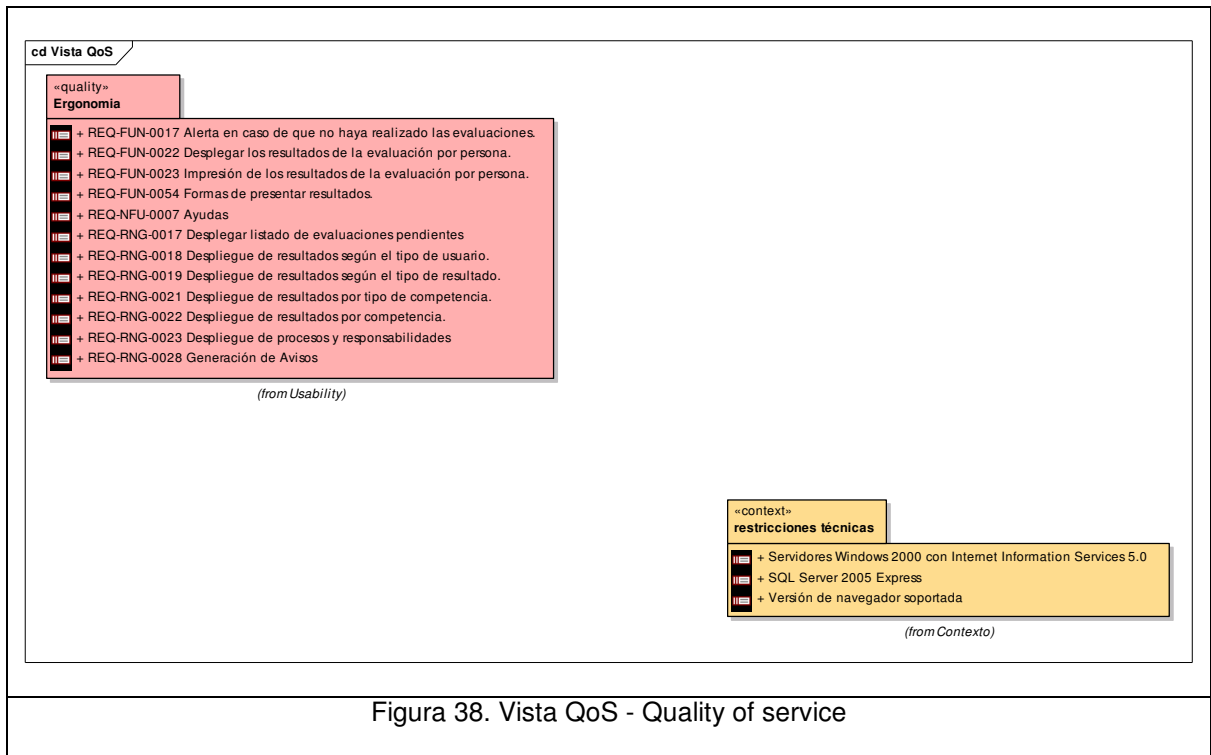 cd Vista QoS
«quality»
Ergonomia
+ REQ-FUN-0017 Alerta en caso de que no haya realizado las evaluaciones.
+ REQ-FUN-0022 Desplegar los resultados de la evaluación por persona.
+ REQ-FUN-0023 Impresión de los resultados de la evaluación por persona.
+ REQ-FUN-0054 Formas de presentar resultados.
+ REQ-NFU-0007 Ayudas
+ REQ-RNG-0017 Desplegar listado de evaluaciones pendientes
+ REQ-RNG-0018 Despliegue de resultados según el tipo de usuario.
+ REQ-RNG-0019 Despliegue de resultados según el tipo de resultado.
+ REQ-RNG-0021 Despliegue de resultados por tipo de competencia.
+ REQ-RNG-0022 Despliegue de resultados por competencia.
+ REQ-RNG-0023 Despliegue de procesos y responsabilidades
+ REQ-RNG-0028 Generación de Avisos
(from Usability)
«context»
restricciones técnicas
+ Servidores Windows 2000 con Internet Information Services 5.0
+ SQL Server 2005 Express
+ Versión de navegador soportada
(from Contexto)
Figura 38. Vista QoS - Quality of service